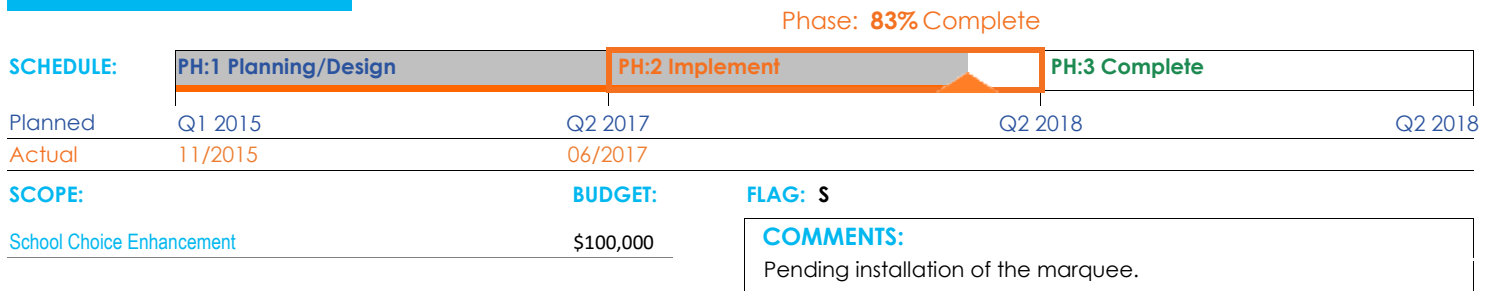 Phase: 83% Complete
SCHEDULE: PH:1 Planning/Design PH:2 Implement PH:3 Complete
Planned Q1 2015 Q2 2017 Q2 2018 Q2 2018
Actual 11/2015 06/2017
SCOPE: BUDGET: FLAG: S
School Choice Enhancement $100,000
COMMENTS:
Pending installation of the marquee.